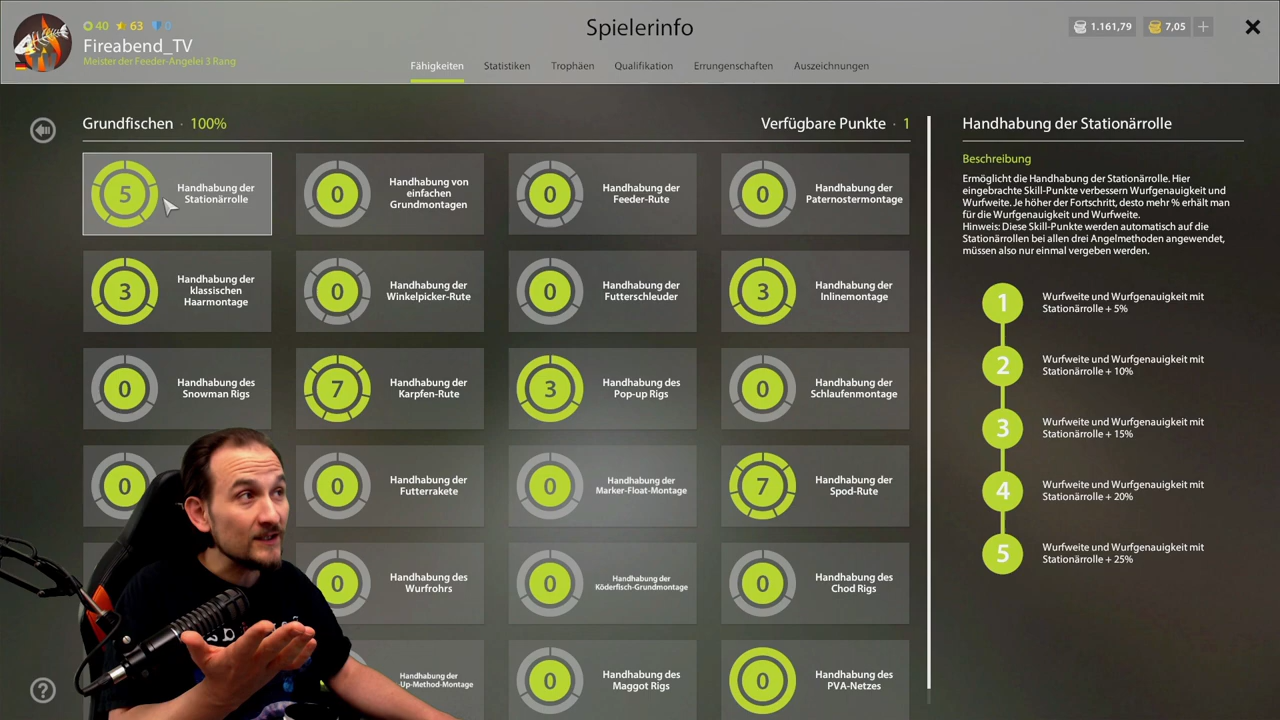 40 63 0
Fireabend_TV
Meister der Feeder-Angelei 3 Rang
Spielerinfo
1.161,79 7,05 +
Fähigkeiten Statistiken Trophäen Qualifikation Errungenschaften Auszeichnungen
Grundfischen · 100%
Verfügbare Punkte · 1
5
Handhabung der
Stationärrolle
0
Handhabung von
einfachen
Grundmontagen
0
Handhabung der
Feeder-Rute
0
Handhabung der
Paternostermontage
3
Handhabung der
klassischen
Haarmontage
0
Handhabung der
Winkelpicker-Rute
0
Handhabung der
Futterschleuder
3
Handhabung der
Inlinemontage
0
Handhabung des
Snowman Rigs
7
Handhabung der
Karpfen-Rute
3
Handhabung des
Pop-up Rigs
0
Handhabung der
Schlaufenmontage
0
0
Handhabung der
Futterrakete
0
Handhabung der
Marker-Float-Montage
7
Handhabung der
Spod-Rute
0
Handhabung des
Wurfrohrs
0
Handhabung der
Köderfisch-Grundmontage
0
Handhabung des
Chod Rigs
Handhabung der
Up-Method-Montage
0
Handhabung des
Maggot Rigs
0
Handhabung des
PVA-Netzes
Handhabung der Stationärrolle
Beschreibung
Ermöglicht die Handhabung der Stationärrolle. Hier
eingebrachte Skill-Punkte verbessern Wurfgenauigkeit und
Wurfweite. Je höher der Fortschritt, desto mehr % erhält man
für die Wurfgenauigkeit und Wurfweite.
Hinweis: Diese Skill-Punkte werden automatisch auf die
Stationärrollen bei allen drei Angelmethoden angewendet,
müssen also nur einmal vergeben werden.
1
Wurfweite und Wurfgenauigkeit mit
Stationärrolle + 5%
2
Wurfweite und Wurfgenauigkeit mit
Stationärrolle + 10%
3
Wurfweite und Wurfgenauigkeit mit
Stationärrolle + 15%
4
Wurfweite und Wurfgenauigkeit mit
Stationärrolle + 20%
5
Wurfweite und Wurfgenauigkeit mit
Stationärrolle + 25%
?